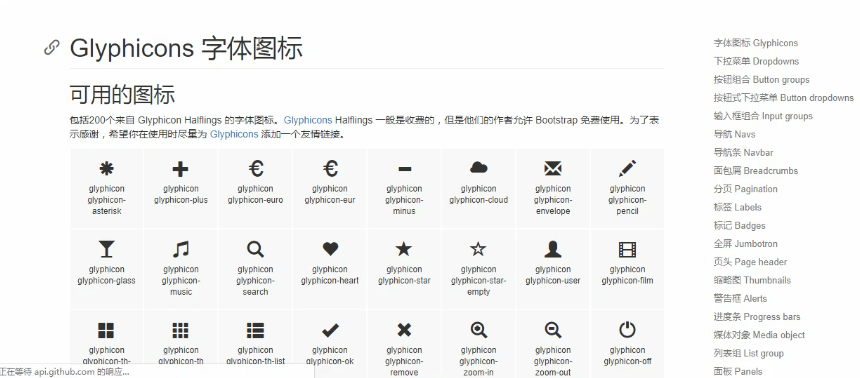 Glyphicons 字体图标
可用的图标
包括200个来自 Glyphicon Halflings 的字体图标。Glyphicons Halflings 一般是收费的，但是他们的作者允许 Bootstrap 免费使用。为了表
示感谢，希望你在使用时尽量为 Glyphicons 添加一个友情链接。
glyphicon glyphicon glyphicon glyphicon glyphicon glyphicon glyphicon glyphicon
glyphicon- glyphicon-plus glyphicon-euro glyphicon-eur glyphicon- glyphicon-cloud glyphicon- glyphicon-
asterisk minus envelope pencil
glyphicon glyphicon glyphicon glyphicon glyphicon glyphicon glyphicon glyphicon
glyphicon-glass glyphicon- glyphicon- glyphicon-heart glyphicon-star glyphicon-star- glyphicon-user glyphicon-film
music search empty
glyphicon glyphicon glyphicon glyphicon glyphicon glyphicon glyphicon glyphicon
glyphicon-th- glyphicon-th glyphicon-th-list glyphicon-ok glyphicon- glyphicon- glyphicon- glyphicon-off
remove zoom-in zoom-out
正在等待 api.github.com 的响应...
字体图标 Glyphicons
下拉菜单 Dropdowns
按钮组合 Button groups
按钮式下拉菜单 Button dropdowns
输入框组合 Input groups
导航 Navs
导航条 Navbar
面包屑 Breadcrumbs
分页 Pagination
标签 Labels
标记 Badges
全屏 Jumbotron
页头 Page header
缩略图 Thumbnails
警告框 Alerts
进度条 Progress bars
媒体对象 Media object
列表组 List group
面板 Panels